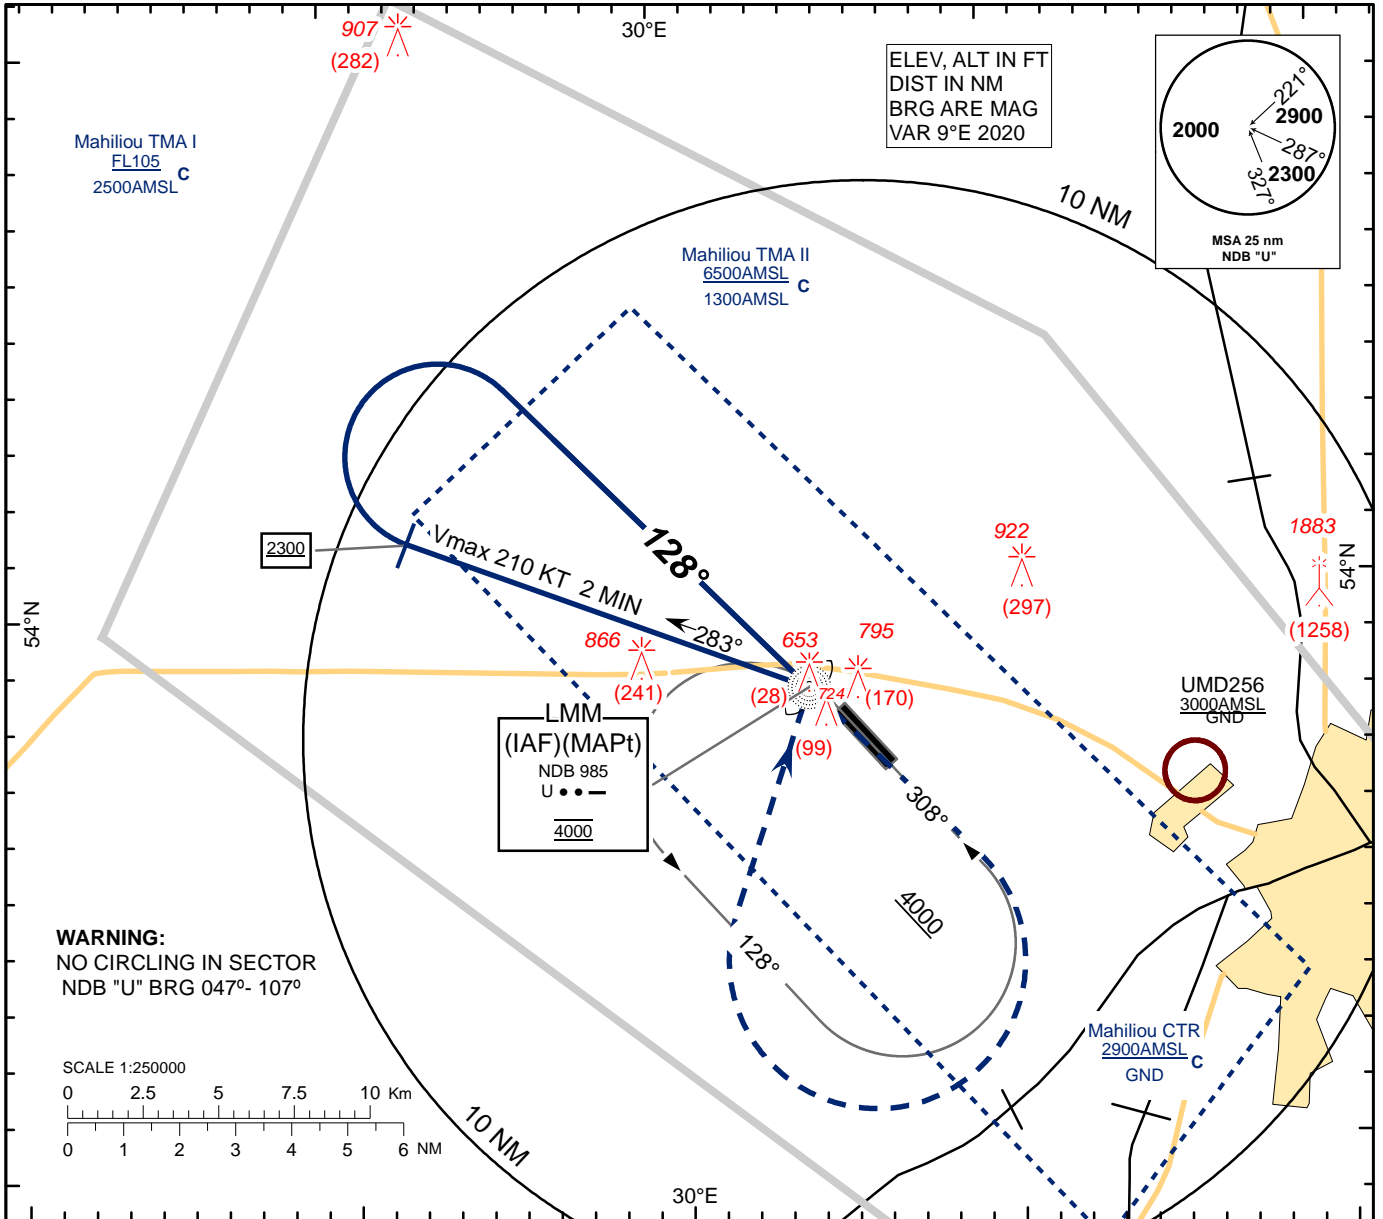 30°E
907
(282)
ELEV, ALT IN FT
DIST IN NM
BRG ARE MAG
VAR 9°E 2020
221°
2900
2000
287°
2300
327°
MSA 25 nm
NDB "U"
Mahiliou TMA I
FL105
2500AMSL
C
10 NM
Mahiliou TMA II
6500AMSL
1300AMSL
C
128°
2300
Vmax 210 KT 2 MIN
283°
922
(297)
1883
(1258)
54°N
54°N
866
(241)
653
(28)
795
(170)
724
(99)
UMD256
3000AMSL
GND
LMM
(IAF)(MAPt)
NDB 985
U
4000
308°
4000
128°
WARNING:
NO CIRCLING IN SECTOR
NDB "U" BRG 047º- 107º
Mahiliou CTR
2900AMSL
GND
C
SCALE 1:250000
0 2.5 5 7.5 10 Km
0 1 2 3 4 5 6 NM
10 NM
30°E